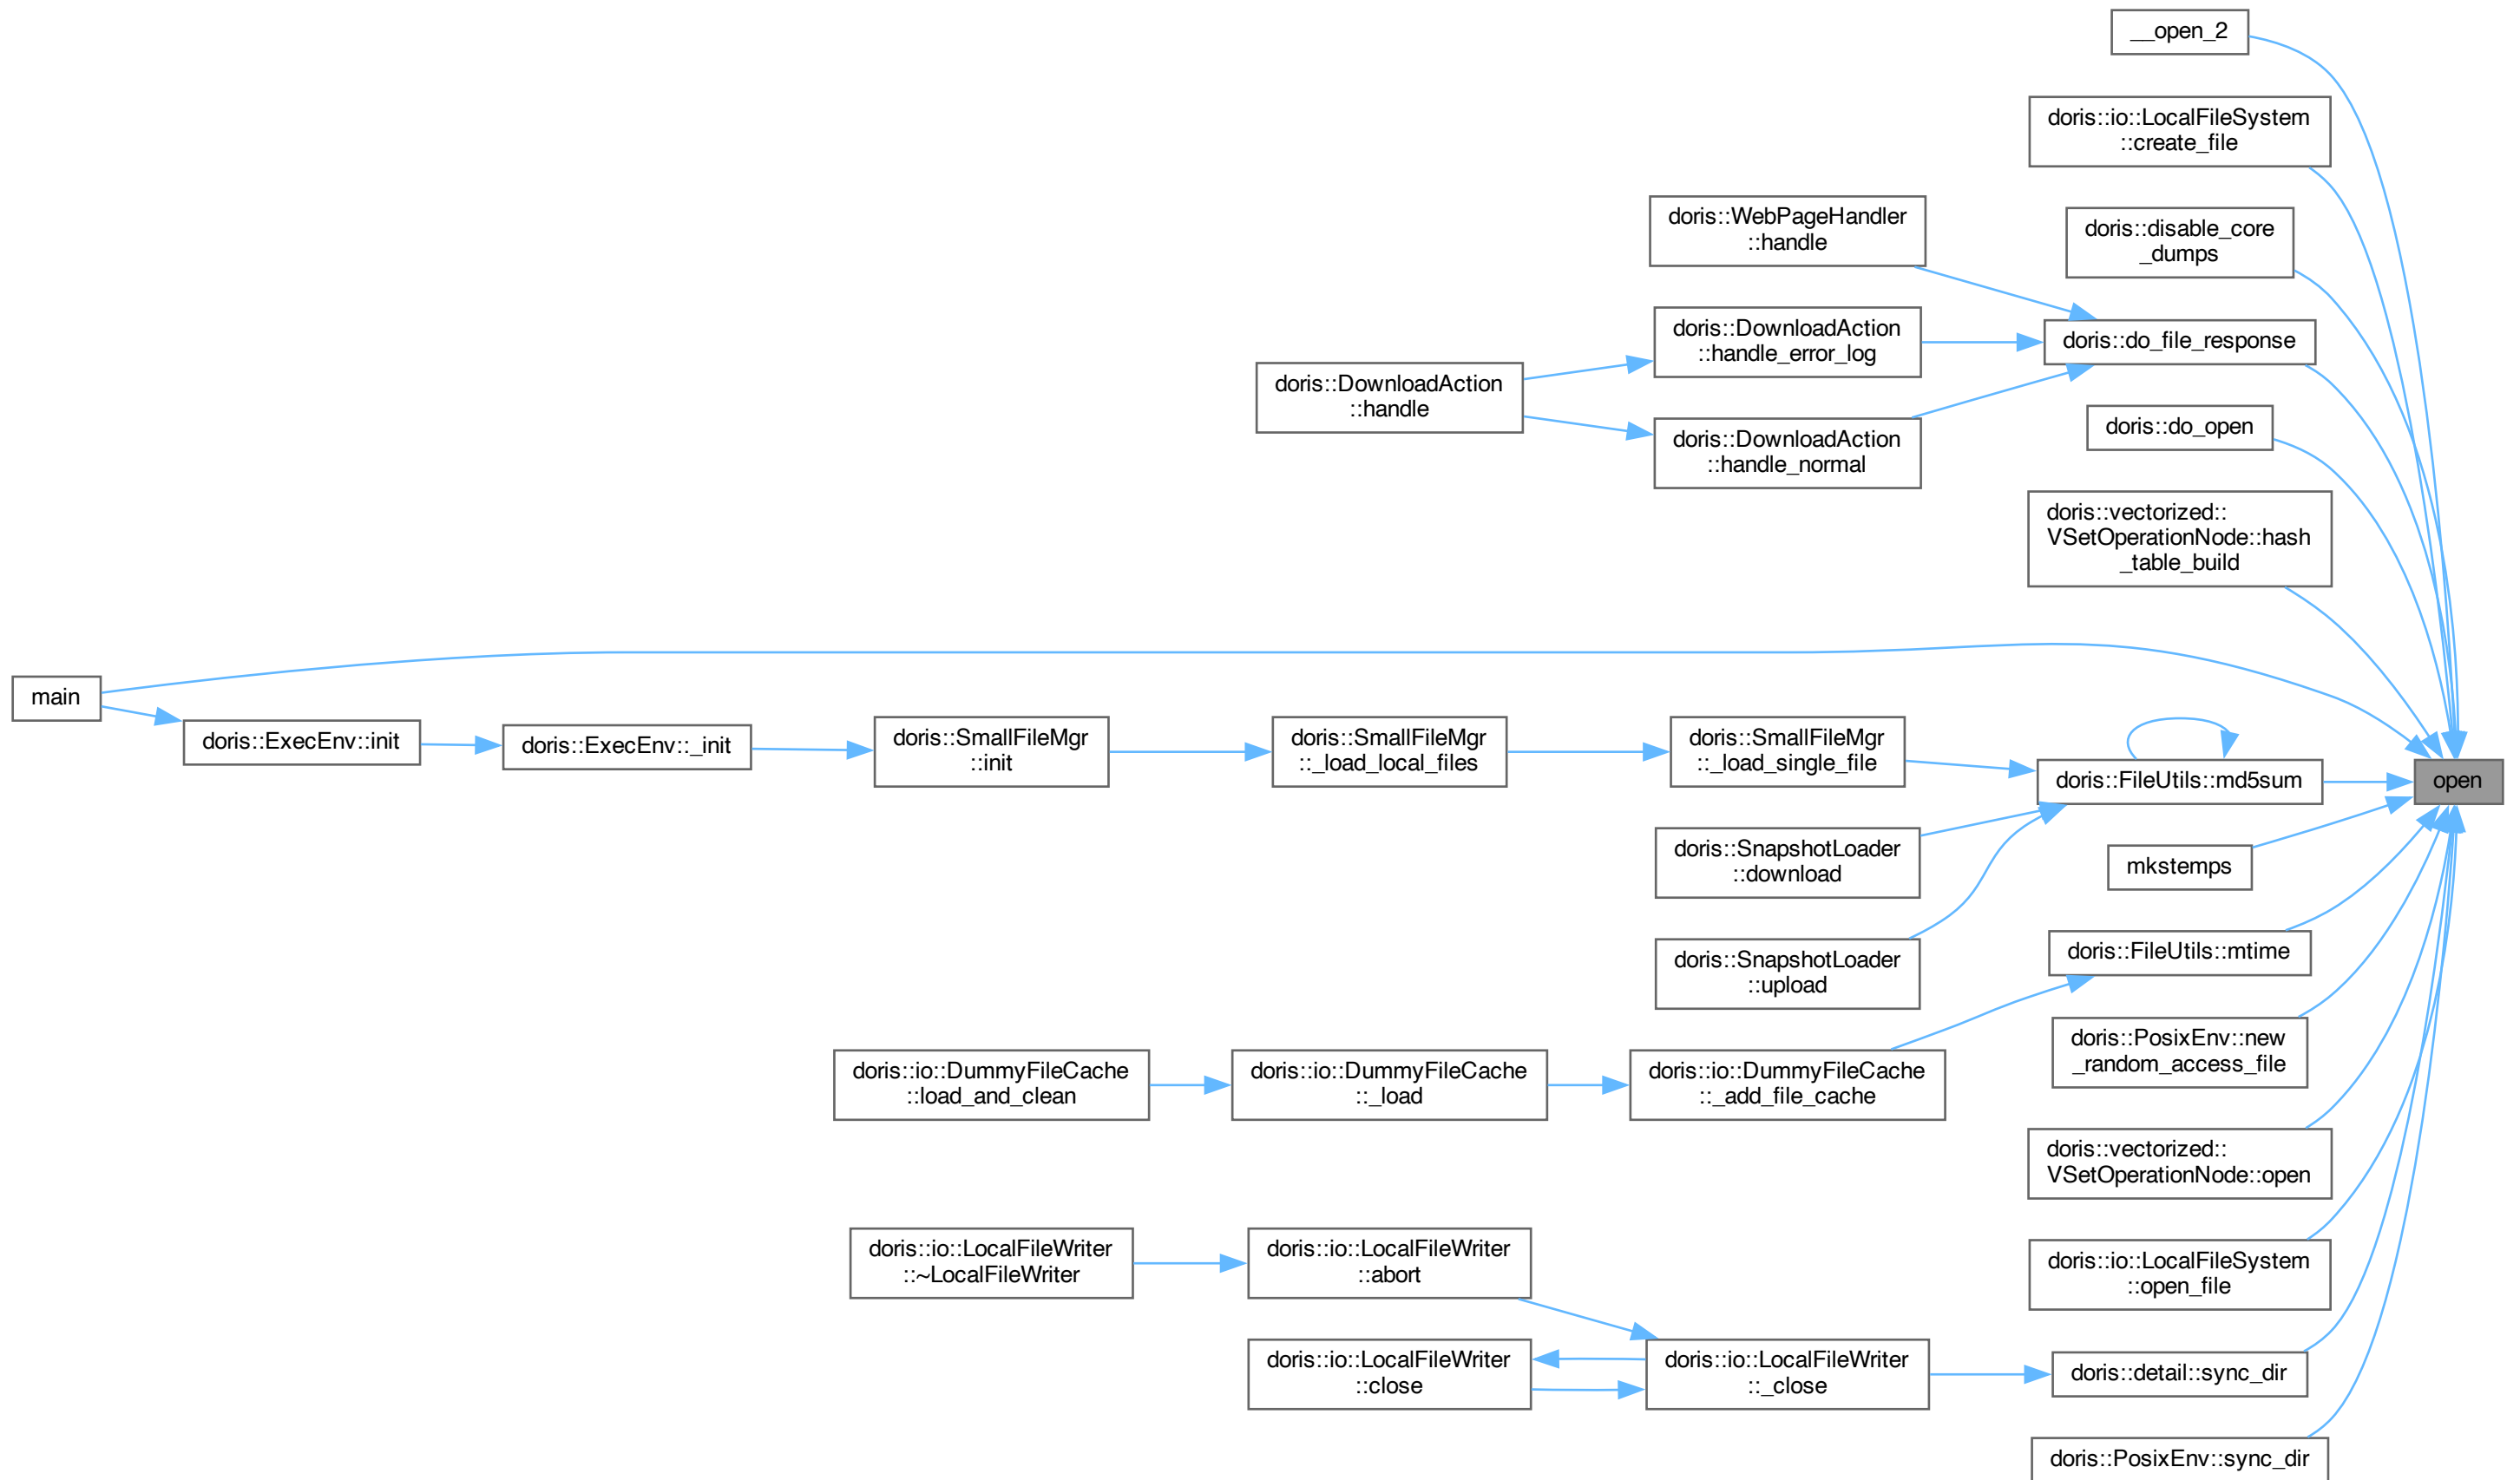 __open_2
doris::io::LocalFileSystem
::create_file
doris::WebPageHandler
::handle
doris::disable_core
_dumps
doris::DownloadAction
::handle_error_log
doris::do_file_response
doris::DownloadAction
::handle
doris::DownloadAction
::handle_normal
doris::do_open
doris::vectorized::
VSetOperationNode::hash
_table_build
main
doris::ExecEnv::init
doris::ExecEnv::_init
doris::SmallFileMgr
::init
doris::SmallFileMgr
::_load_local_files
doris::SmallFileMgr
::_load_single_file
doris::FileUtils::md5sum
open
doris::SnapshotLoader
::download
mkstemps
doris::SnapshotLoader
::upload
doris::FileUtils::mtime
doris::PosixEnv::new
_random_access_file
doris::io::DummyFileCache
::load_and_clean
doris::io::DummyFileCache
::_load
doris::io::DummyFileCache
::_add_file_cache
doris::vectorized::
VSetOperationNode::open
doris::io::LocalFileWriter
::~LocalFileWriter
doris::io::LocalFileWriter
::abort
doris::io::LocalFileSystem
::open_file
doris::io::LocalFileWriter
::close
doris::io::LocalFileWriter
::_close
doris::detail::sync_dir
doris::PosixEnv::sync_dir